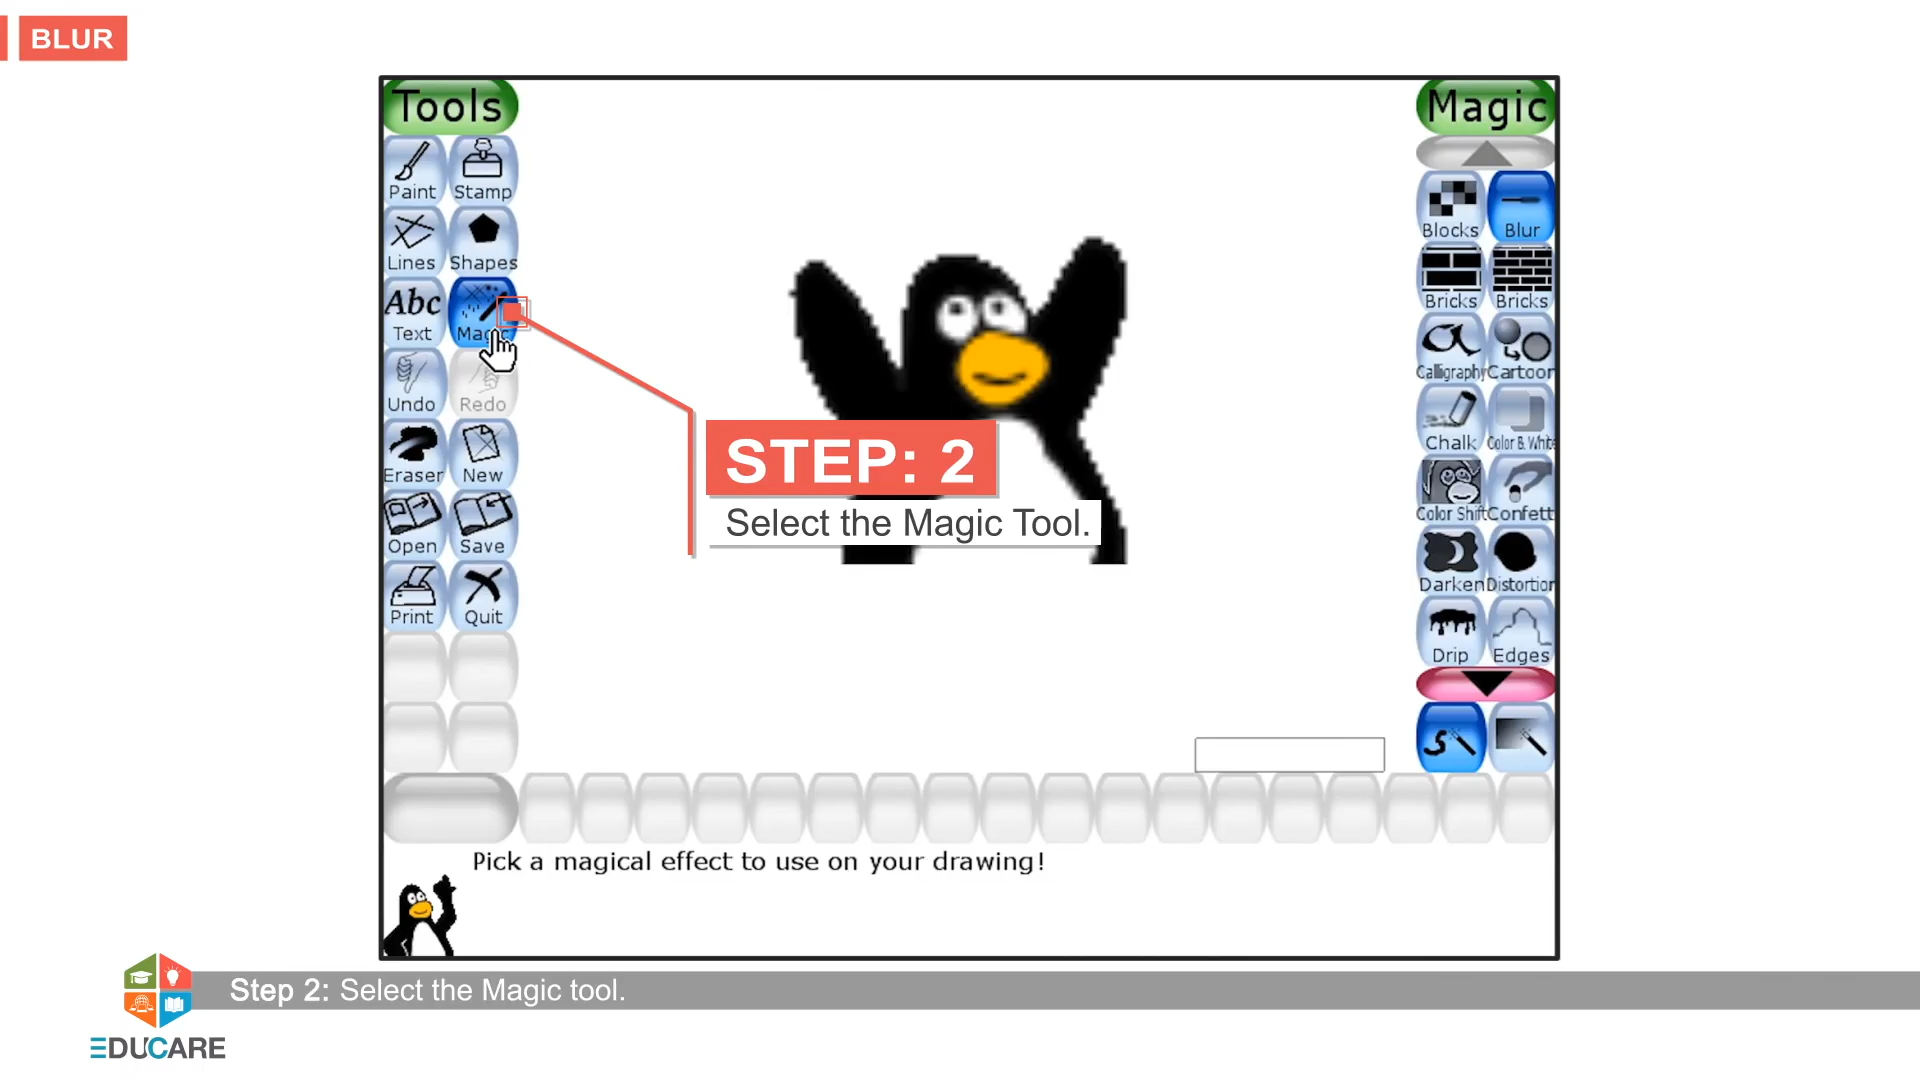 BLUR
Tools
Magic
Paint
Stamp
Lines
Shapes
Abc
Text
Magic
Undo
Redo
Eraser
New
Open
Save
Print
Quit
Blocks
Blur
Bricks
Bricks
Calligraphy
Cartoon
Chalk
Color & White
Color Shift
Confetti
Darken
Distortion
Drip
Edges
STEP: 2
Select the Magic Tool.
Pick a magical effect to use on your drawing!
Step 2: Select the Magic tool.
EDUCARE